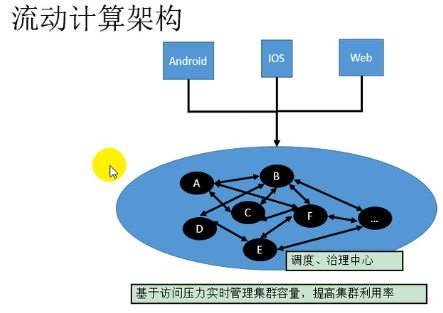 流动计算架构
Android
IOS
Web
A
B
C
D
F
...
E
调度、治理中心
基于访问压力实时管理集群容量，提高集群利用率